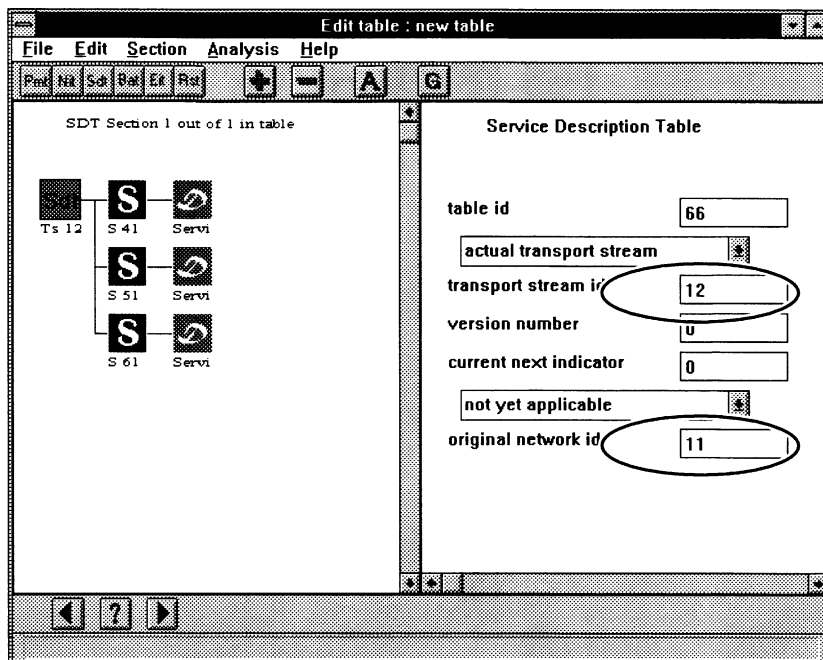 Edit table : new table
File Edit Section Analysis Help
Pmt Nit Sdt Bat Eit Rst + − A G
SDT Section 1 out of 1 in table
Sdt S Servi
Ts 12 S 41
S
S 51 Servi
S
S 61 Servi
Service Description Table
table id 66
actual transport stream
transport stream id 12
version number 0
current next indicator 0
not yet applicable
original network id 11
?